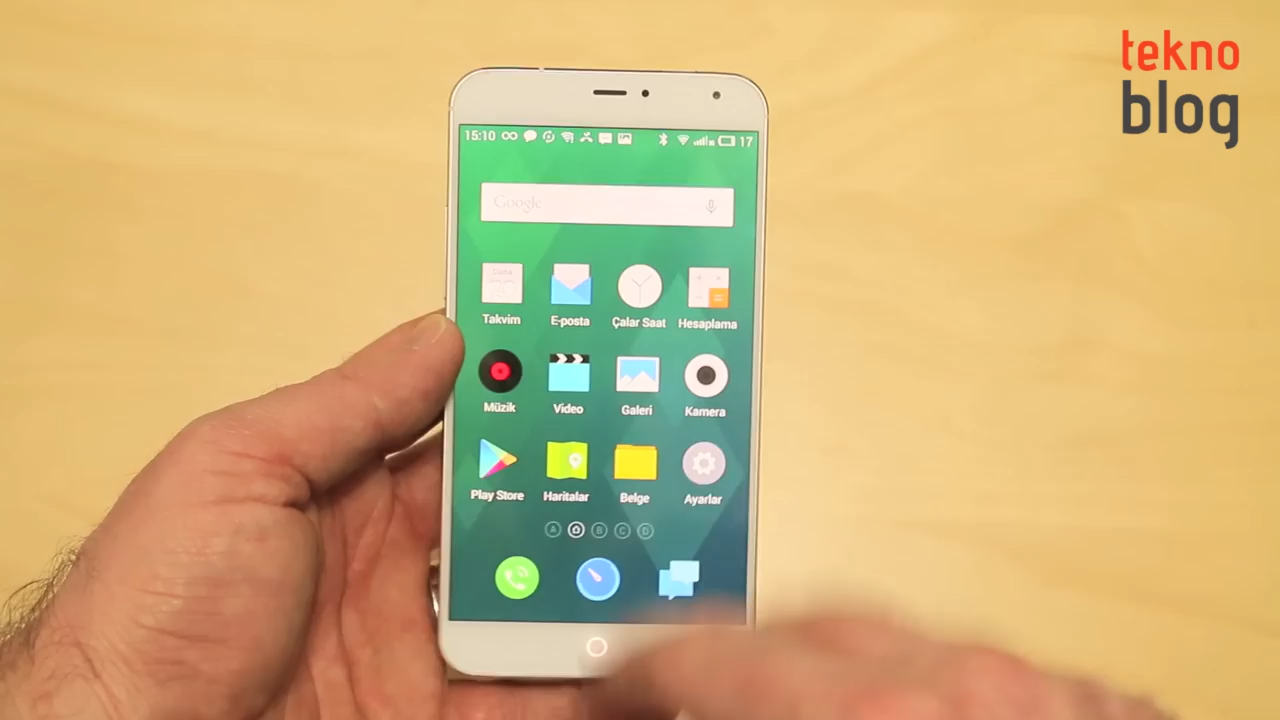 tekno
blog
15:10
17
Google
Takvim
E-posta
Çalar Saat
Hesaplama
Müzik
Video
Galeri
Kamera
Play Store
Haritalar
Belge
Ayarlar
A B C D